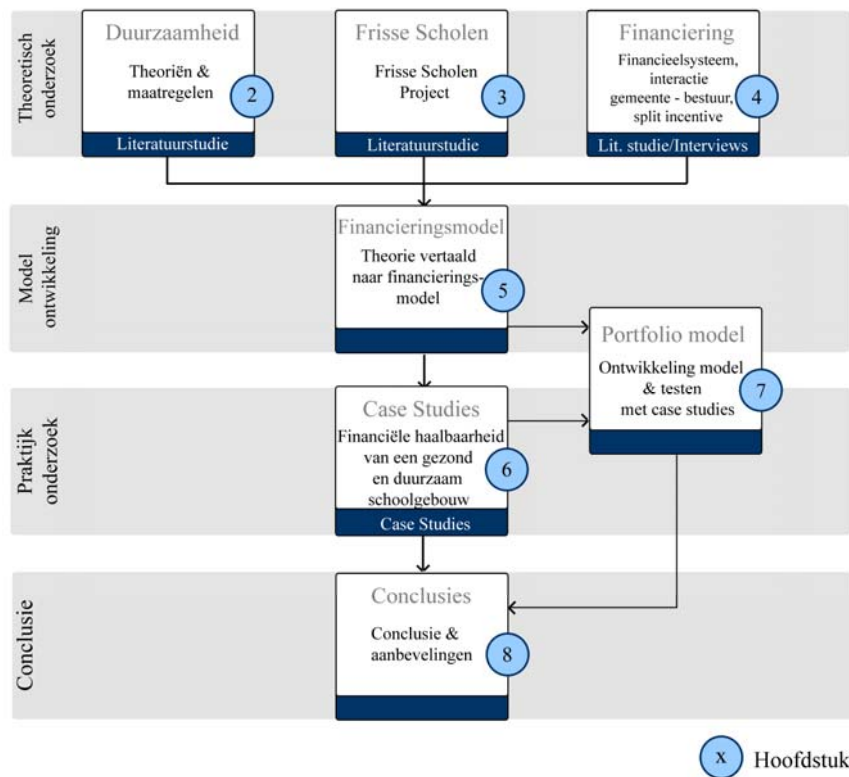 Theoretisch
onderzoek
Duurzaamheid
Theoriën &
maatregelen
2
Literatuurstudie
Frisse Scholen
Frisse Scholen
Project
3
Literatuurstudie
Financiering
Financieelsysteem,
interactie
gemeente - bestuur,
split incentive
4
Lit. studie/Interviews
Model
ontwikkeling
Financieringsmodel
Theorie vertaald
naar financierings-
model
5
Portfolio model
Ontwikkeling model
& testen
met case studies
7
Praktijk
onderzoek
Case Studies
Financiële haalbaarheid
van een gezond
en duurzaam
schoolgebouw
6
Case Studies
Conclusie
Conclusies
Conclusie &
aanbevelingen
8
x Hoofdstuk